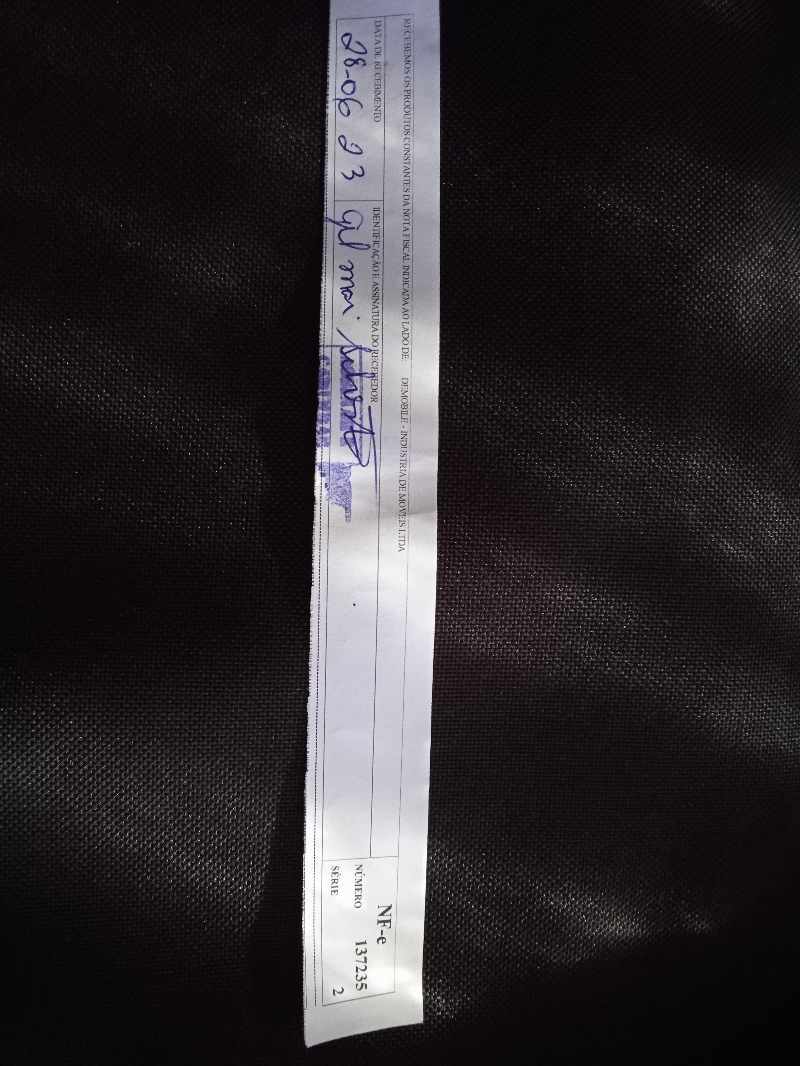 RECEBEMOS OS PRODUTOS CONSTANTES DA NOTA FISCAL INDICADA AO LADO DE DEMOBILE - INDUSTRIA DE MOVEIS LTDA
DATA DE RECEBIMENTO
28-06 23
IDENTIFICAÇÃO E ASSINATURA DO RECEBEDOR
NF-e
NÚMERO 137235
SÉRIE 2